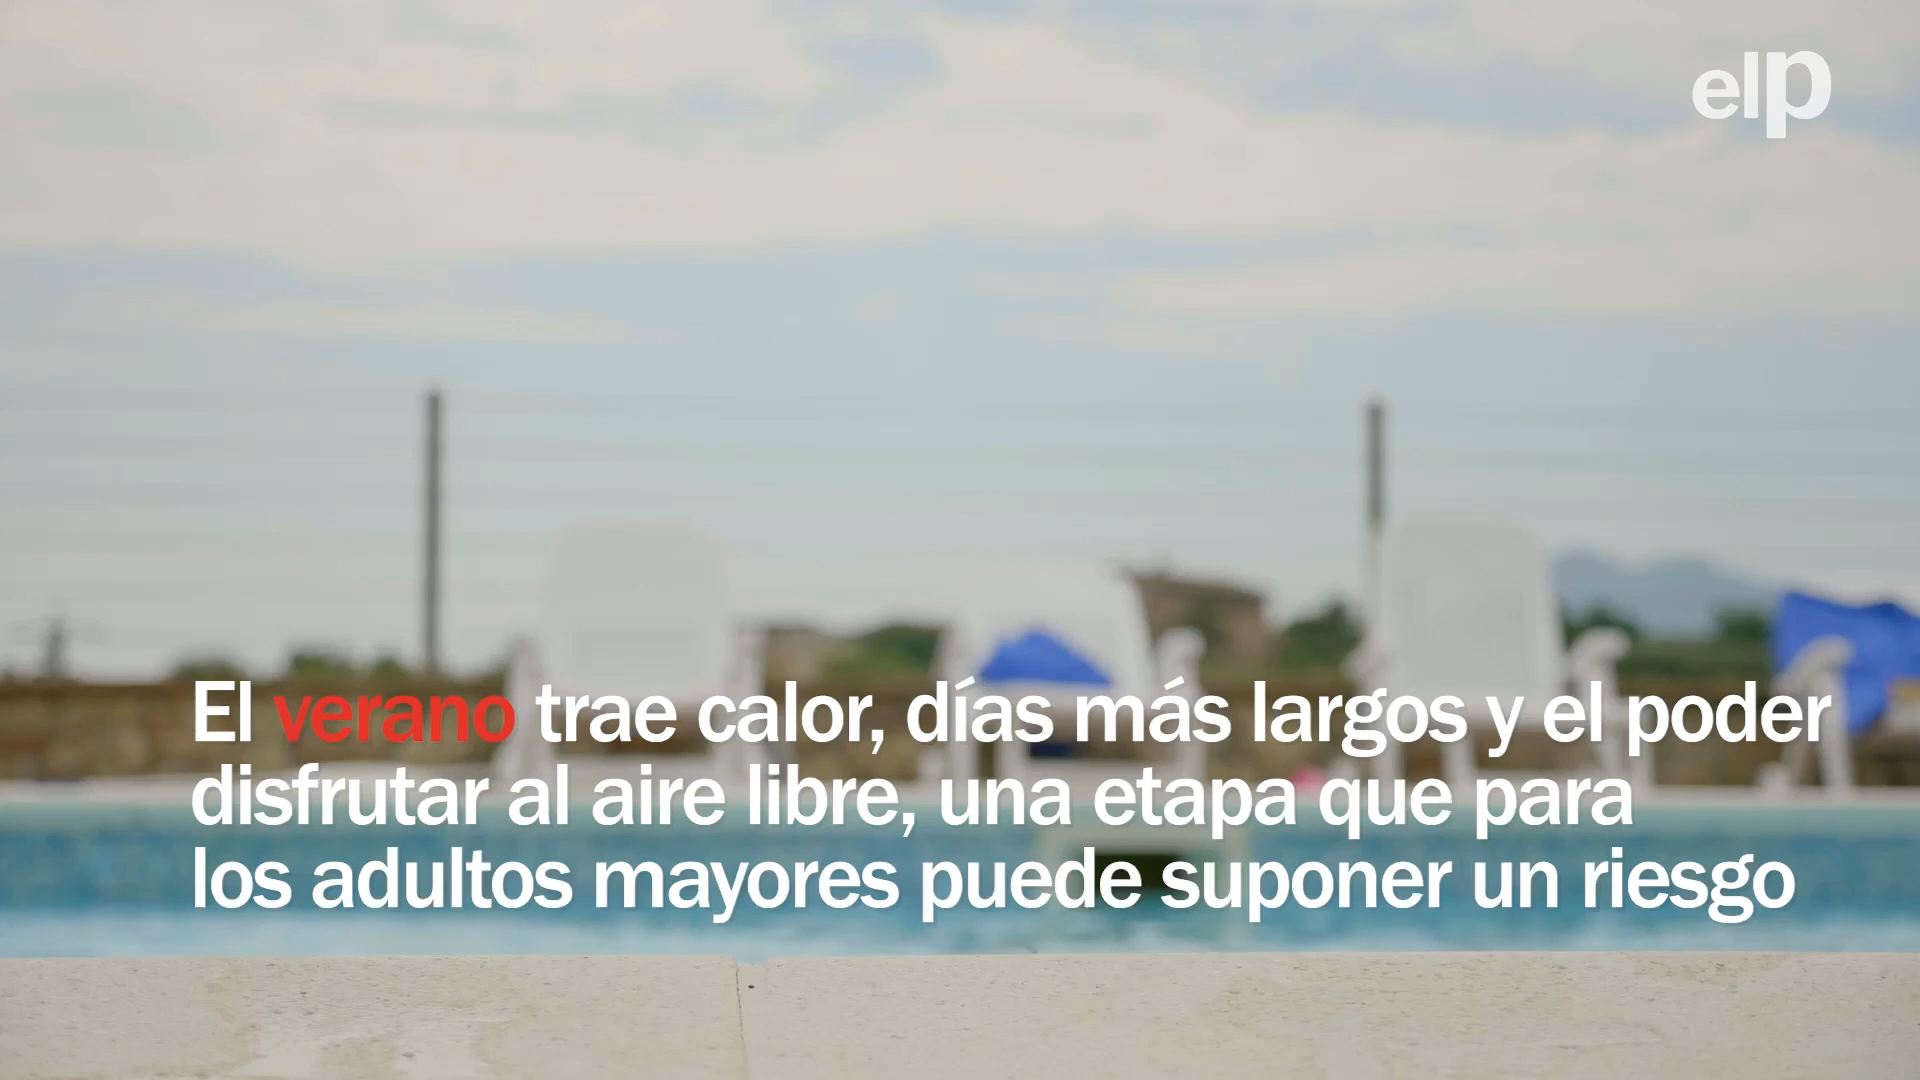 elp
El verano trae calor, días más largos y el poder
disfrutar al aire libre, una etapa que para
los adultos mayores puede suponer un riesgo